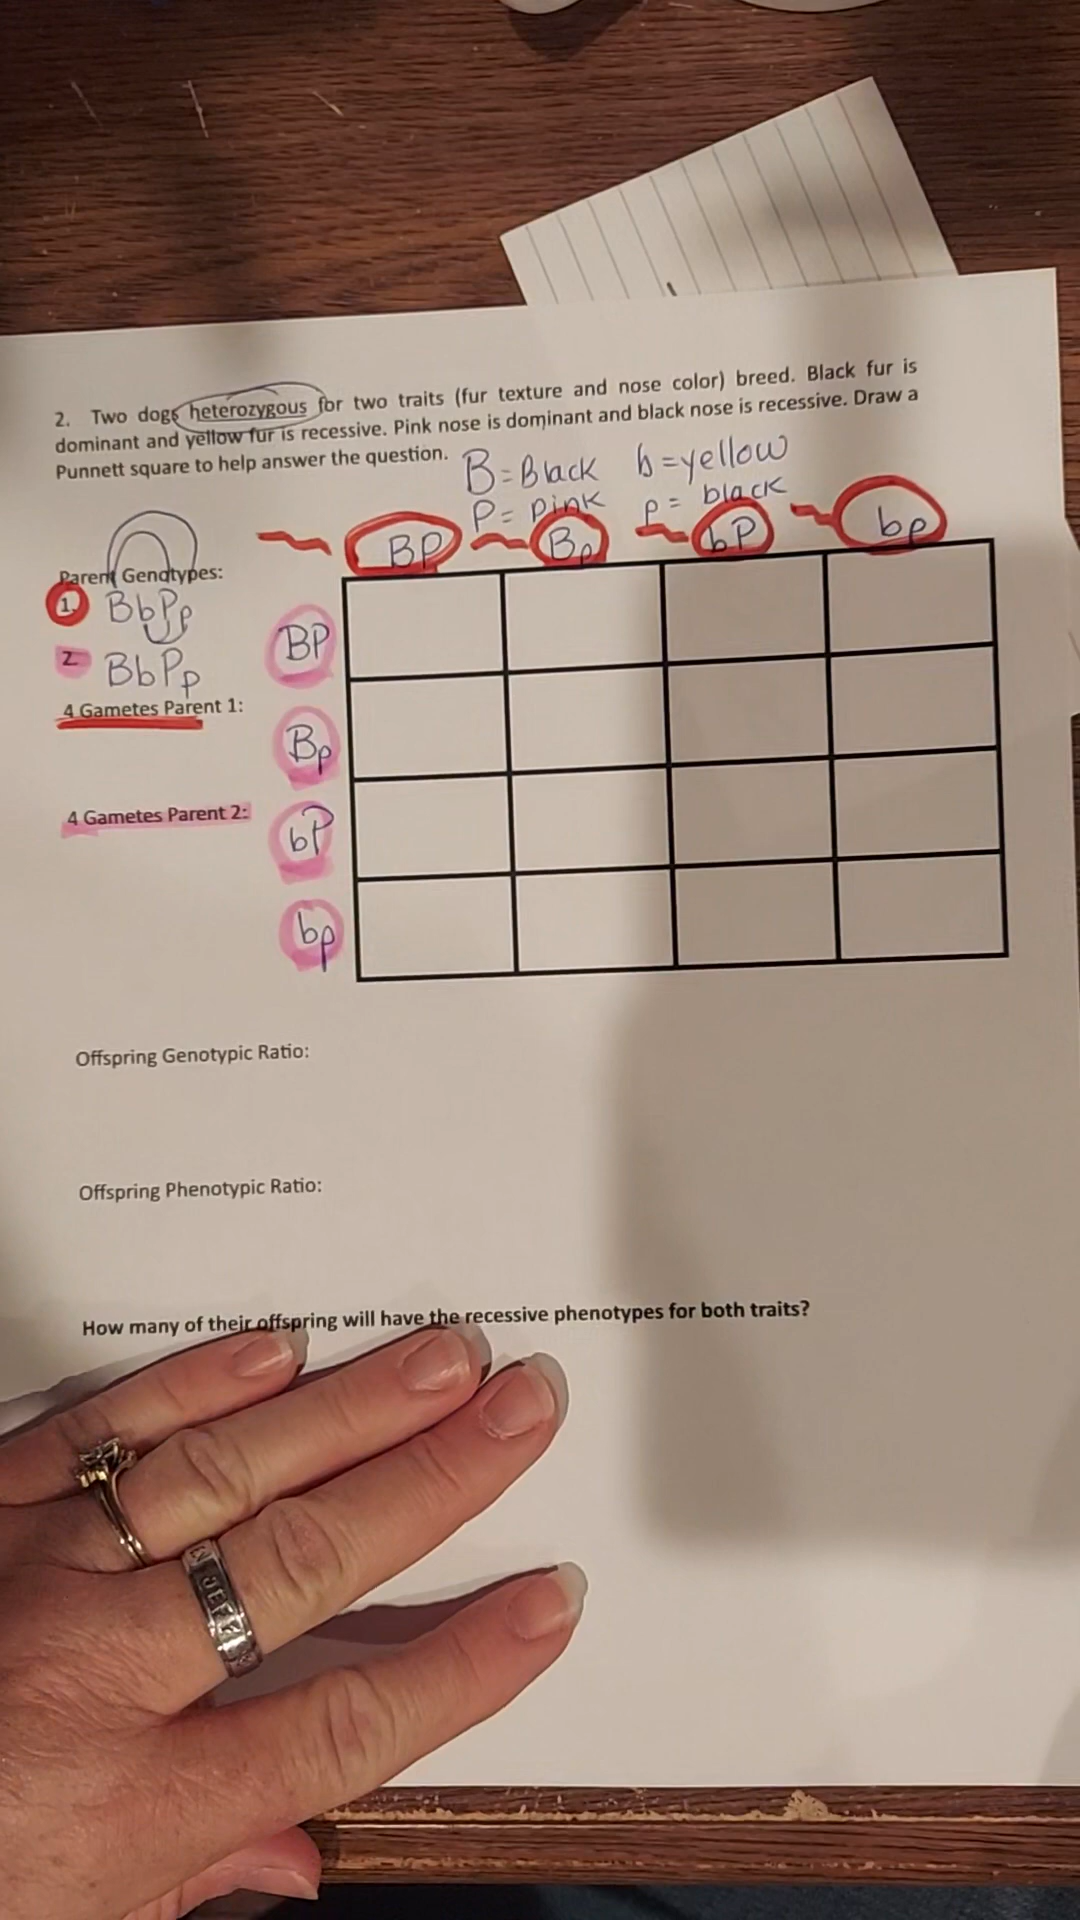 2. Two dogs heterozygous for two traits (fur texture and nose color) breed. Black fur is
dominant and yellow fur is recessive. Pink nose is dominant and black nose is recessive. Draw a
Punnett square to help answer the question.
B=Black b=yellow
P= pink p= black
BP Bp bP bp
Parent Genotypes:
1. BbPp
2. BbPp
4 Gametes Parent 1:
4 Gametes Parent 2:
BP
Bp
bP
bp
Offspring Genotypic Ratio:
Offspring Phenotypic Ratio:
How many of their offspring will have the recessive phenotypes for both traits?